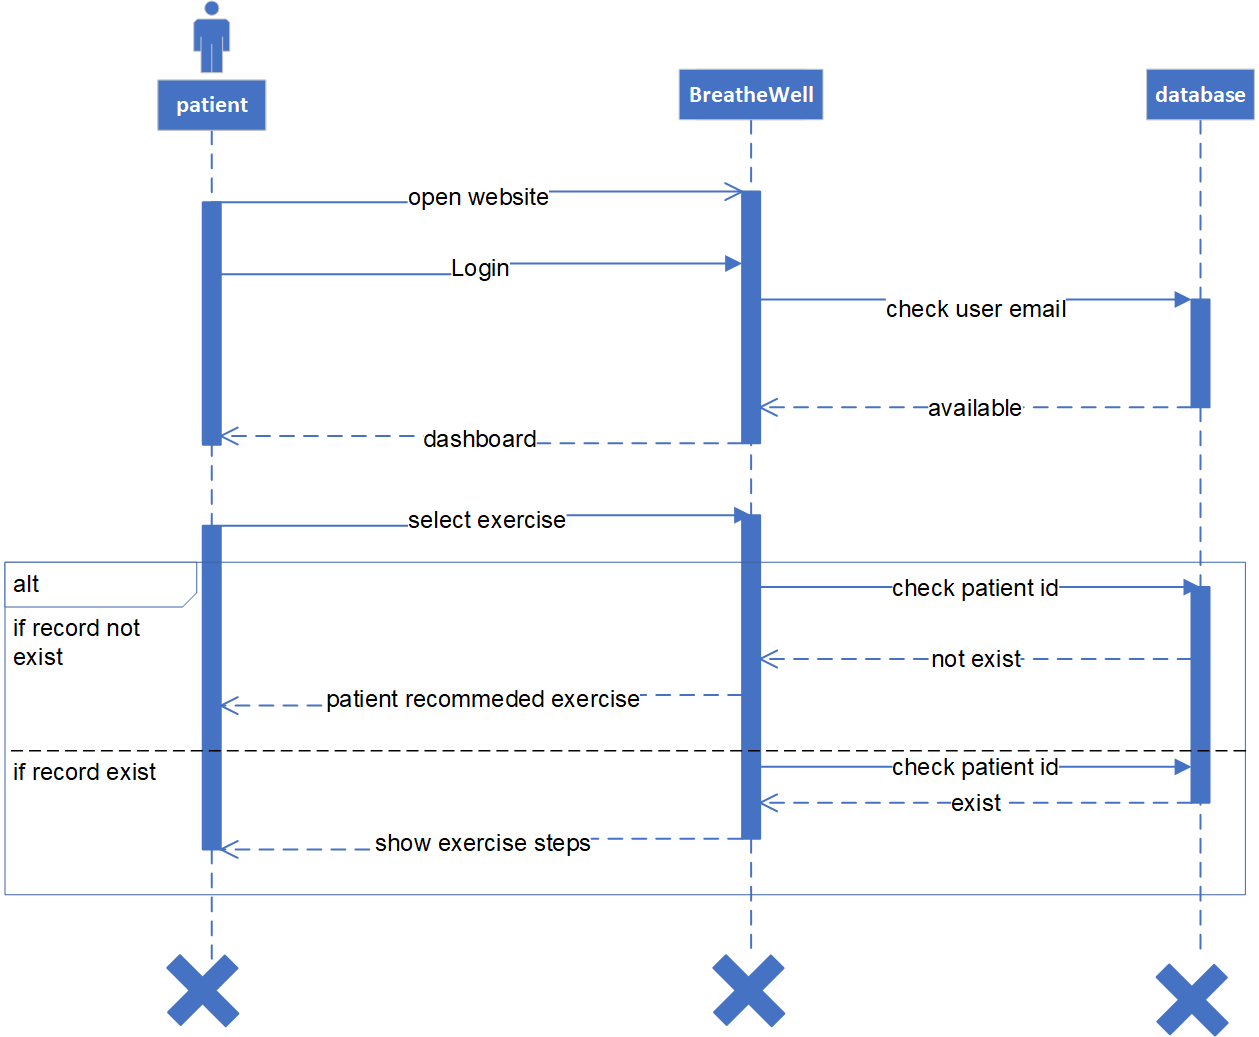 patient
BreatheWell
database
open website
Login
check user email
available
dashboard
select exercise
alt
check patient id
if record not
exist
not exist
patient recommeded exercise
if record exist
check patient id
exist
show exercise steps